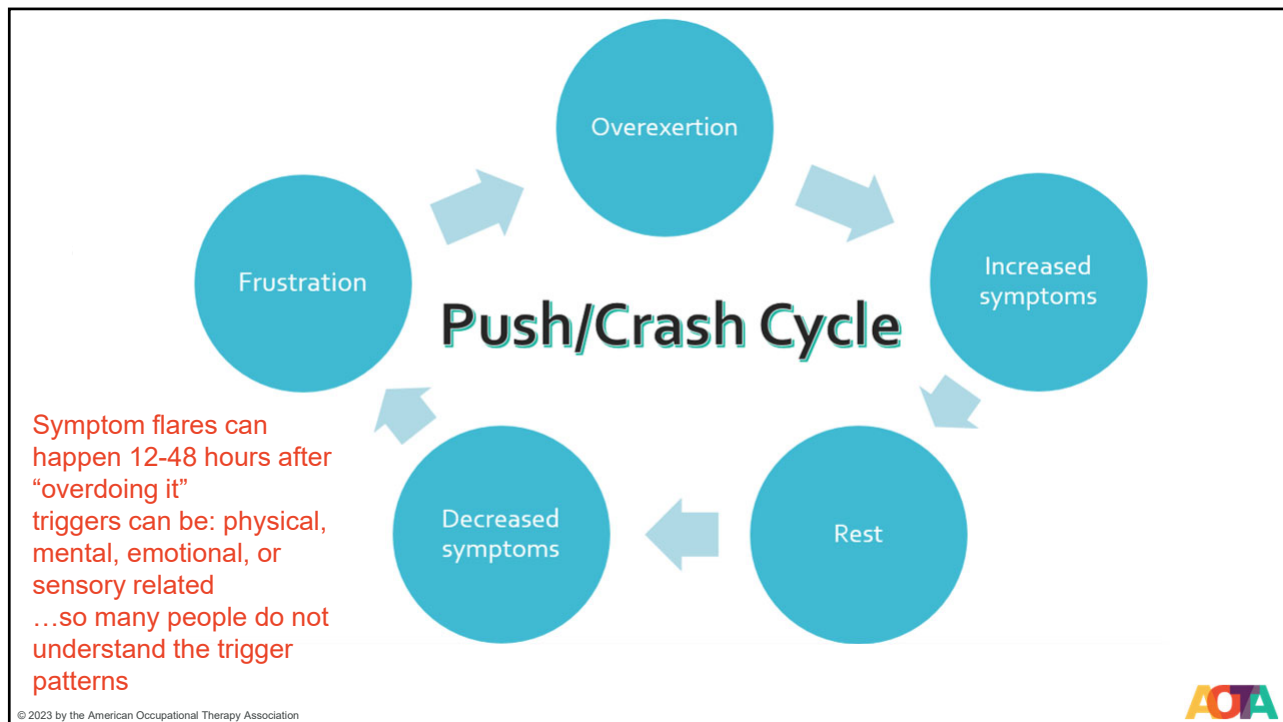 Overexertion
Frustration
Increased
symptoms
Push/Crash Cycle
Symptom flares can
happen 12-48 hours after
“overdoing it”
triggers can be: physical,
mental, emotional, or
sensory related
…so many people do not
understand the trigger
patterns
Decreased
symptoms
Rest
© 2023 by the American Occupational Therapy Association
AOTA